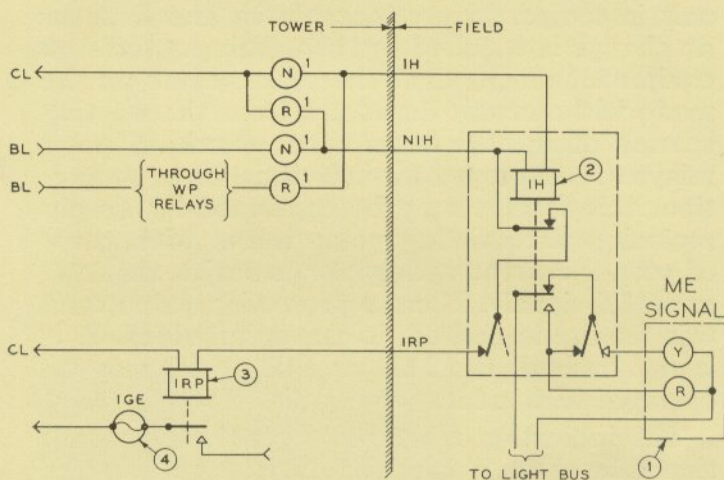 TOWER
FIELD
CL
N 1
IH
R 1
BL
N 1
NIH
BL
THROUGH
WP
RELAYS
R 1
IH
2
ME
SIGNAL
CL
IRP
IRP
3
Y
R
IGE
4
1
TO LIGHT BUS